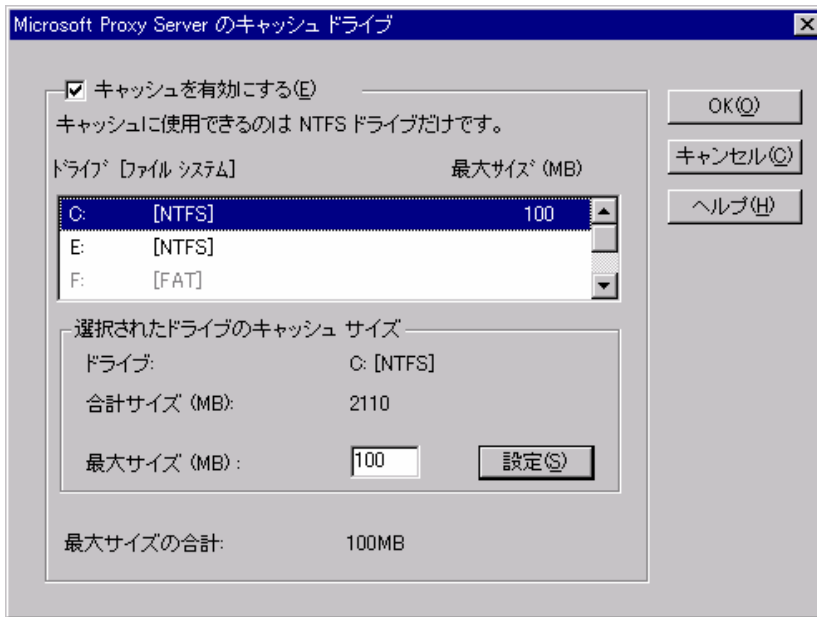 Microsoft Proxy Server のキャッシュ ドライブ
キャッシュを有効にする(E)
キャッシュに使用できるのは NTFS ドライブだけです。
ﾄﾞﾗｲﾌﾞ [ﾌｧｲﾙ ｼｽﾃﾑ] 最大ｻｲｽﾞ (MB)
C: [NTFS] 100
E: [NTFS]
F: [FAT]
選択されたドライブのキャッシュ サイズ
ドライブ: C: [NTFS]
合計サイズ (MB): 2110
最大サイズ (MB) : 100 設定(S)
最大サイズの合計: 100MB
OK(O)
キャンセル(C)
ヘルプ(H)